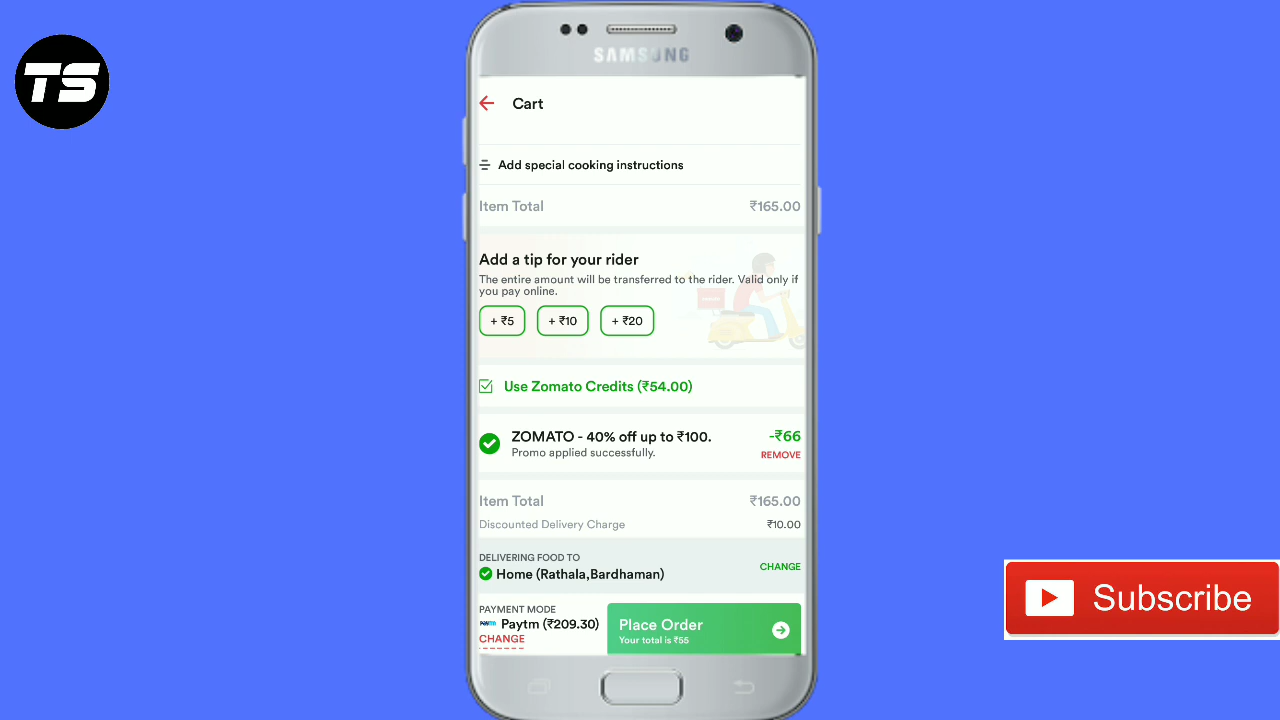 TS
SAMSUNG
Cart
Add special cooking instructions
Item Total ₹165.00
Add a tip for your rider
The entire amount will be transferred to the rider. Valid only if
you pay online.
+ ₹5 + ₹10 + ₹20
Use Zomato Credits (₹54.00)
ZOMATO - 40% off up to ₹100. -₹66
Promo applied successfully. REMOVE
Item Total ₹165.00
Discounted Delivery Charge ₹10.00
DELIVERING FOOD TO
Home (Rathala,Bardhaman) CHANGE
PAYMENT MODE
Paytm Paytm (₹209.30)
CHANGE
Place Order
Your total is ₹55
Subscribe